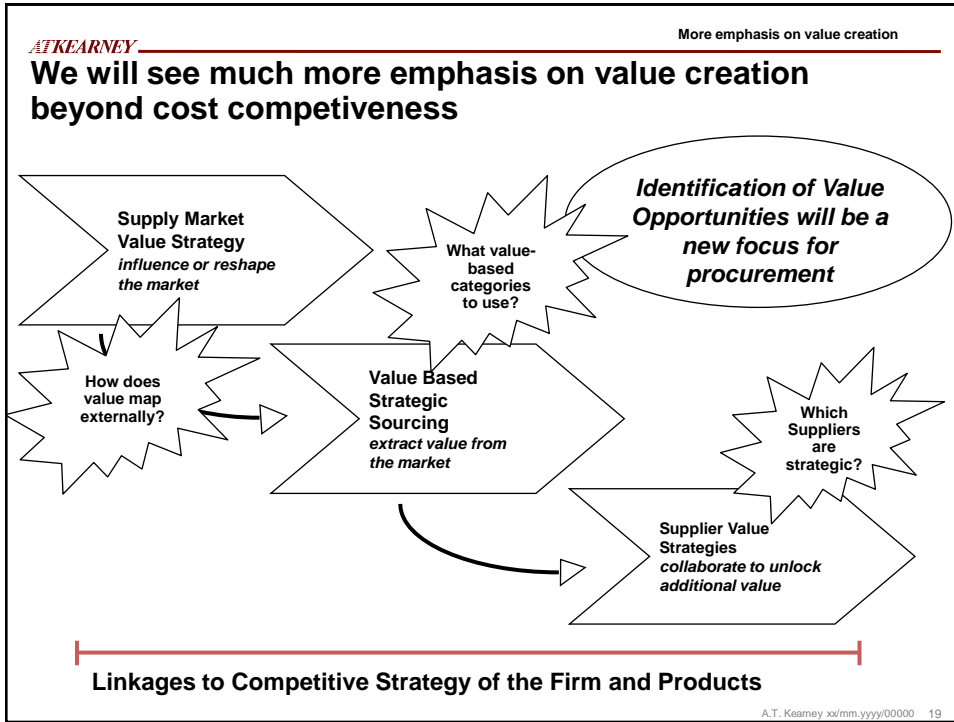 More emphasis on value creation
ATKEARNEY
We will see much more emphasis on value creation
beyond cost competiveness
Identification of Value
Opportunities will be a
new focus for
procurement
Supply Market
Value Strategy
influence or reshape
the market
What value-
based
categories
to use?
How does
value map
externally?
Value Based
Strategic
Sourcing
extract value from
the market
Which
Suppliers
are
strategic?
Supplier Value
Strategies
collaborate to unlock
additional value
Linkages to Competitive Strategy of the Firm and Products
A.T. Kearney xx/mm.yyyy/00000 19